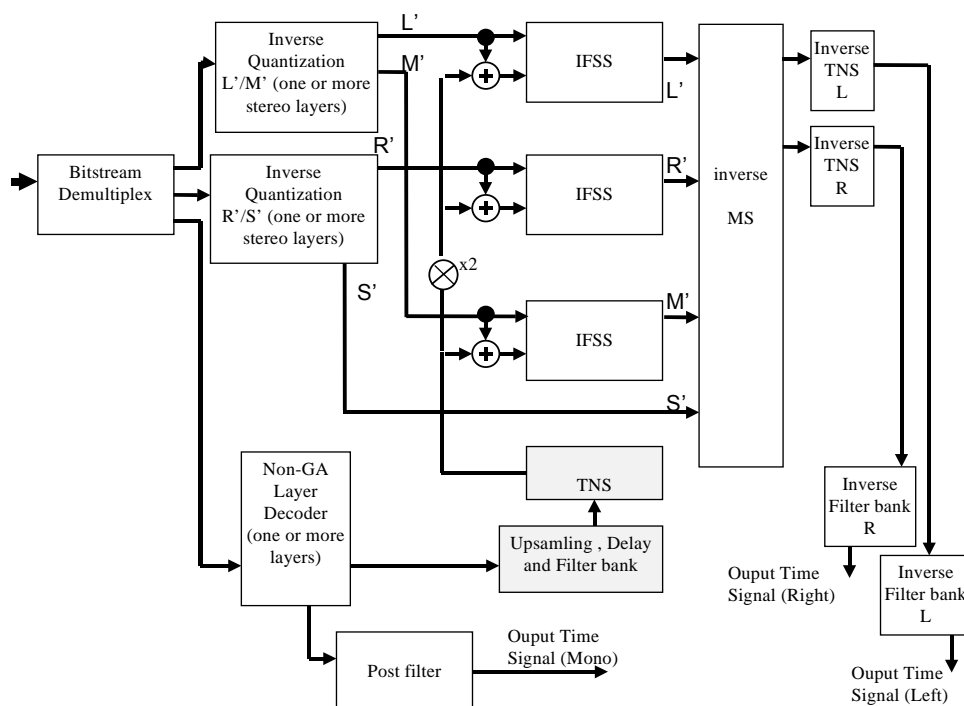 L’
Inverse
Quantization
L’/M’ (one or more
stereo layers)
M’
IFSS
L’
Inverse
TNS
L
Bitstream
Demultiplex
R’
Inverse
Quantization
R’/S’ (one or more
stereo layers)
IFSS
R’
inverse
MS
Inverse
TNS
R
x2
S’
M’
IFSS
S’
Non-GA
Layer
Decoder
(one or more
layers)
TNS
Upsamling , Delay
and Filter bank
Inverse
Filter bank
R
Ouput Time
Signal (Right)
Inverse
Filter bank
L
Post filter
Ouput Time
Signal (Mono)
Ouput Time
Signal (Left)